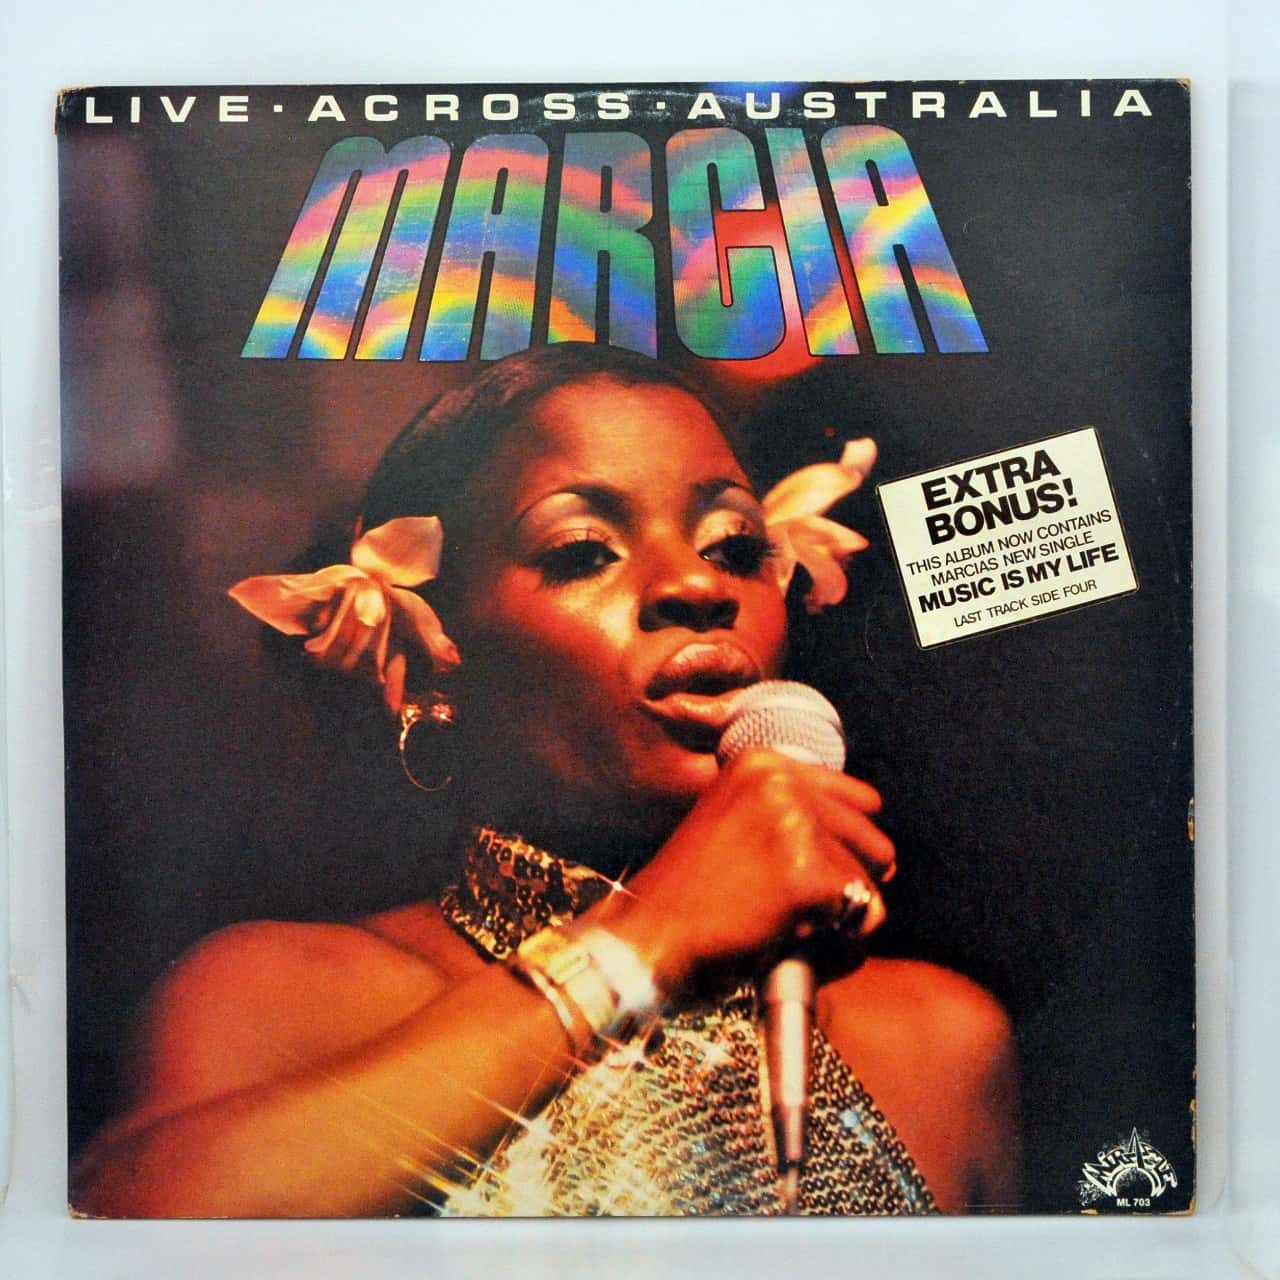 LIVE·ACROSS·AUSTRALIA
MARCIA
EXTRA
BONUS!
THIS ALBUM NOW CONTAINS
MARCIAS NEW SINGLE
MUSIC IS MY LIFE
LAST TRACK SIDE FOUR
MIRAGE
ML 703